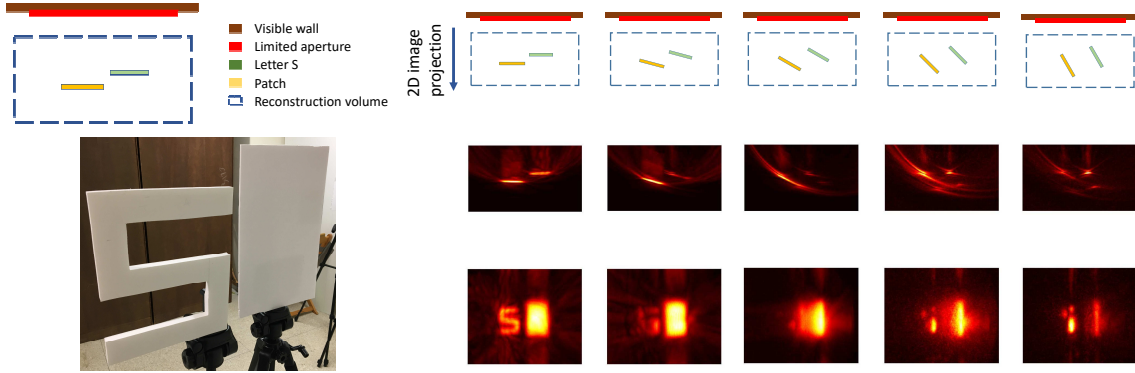 Visible wall
Limited aperture
Letter S
Patch
Reconstruction volume
2D image
projection